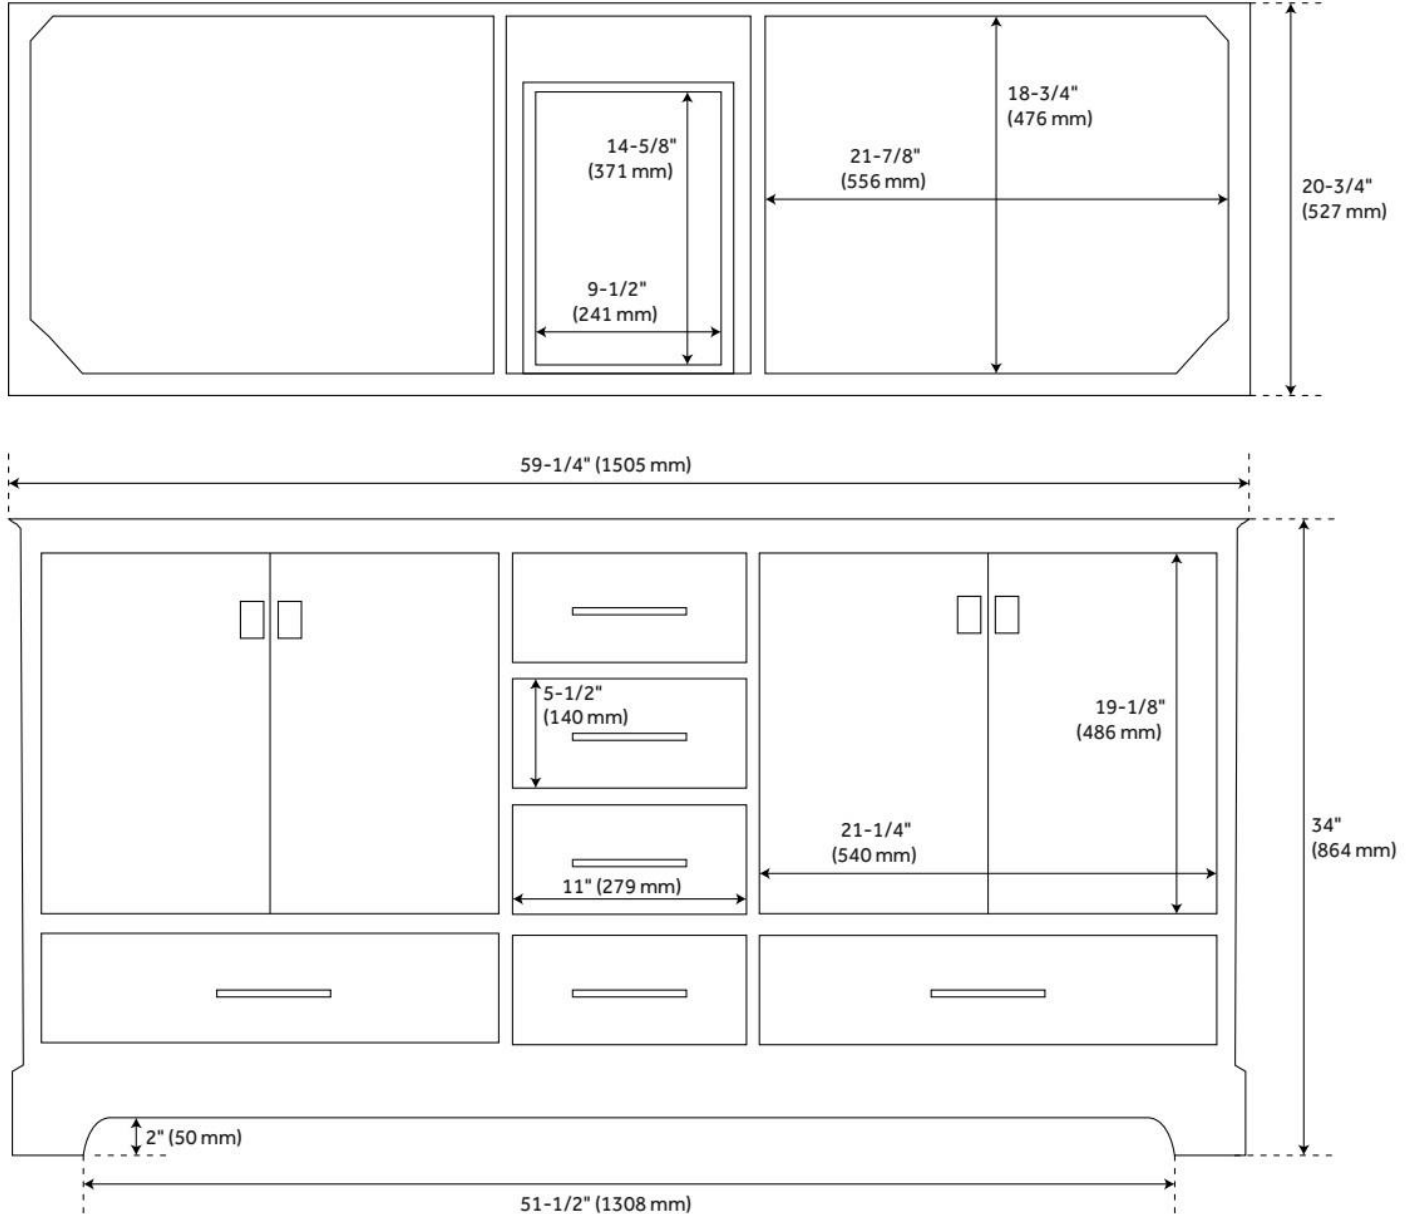 18-3/4"
(476 mm)
14-5/8"
(371 mm)
21-7/8"
(556 mm)
20-3/4"
(527 mm)
9-1/2"
(241 mm)
59-1/4" (1505 mm)
5-1/2"
(140 mm)
19-1/8"
(486 mm)
21-1/4"
(540 mm)
34"
(864 mm)
11" (279 mm)
2" (50 mm)
51-1/2" (1308 mm)